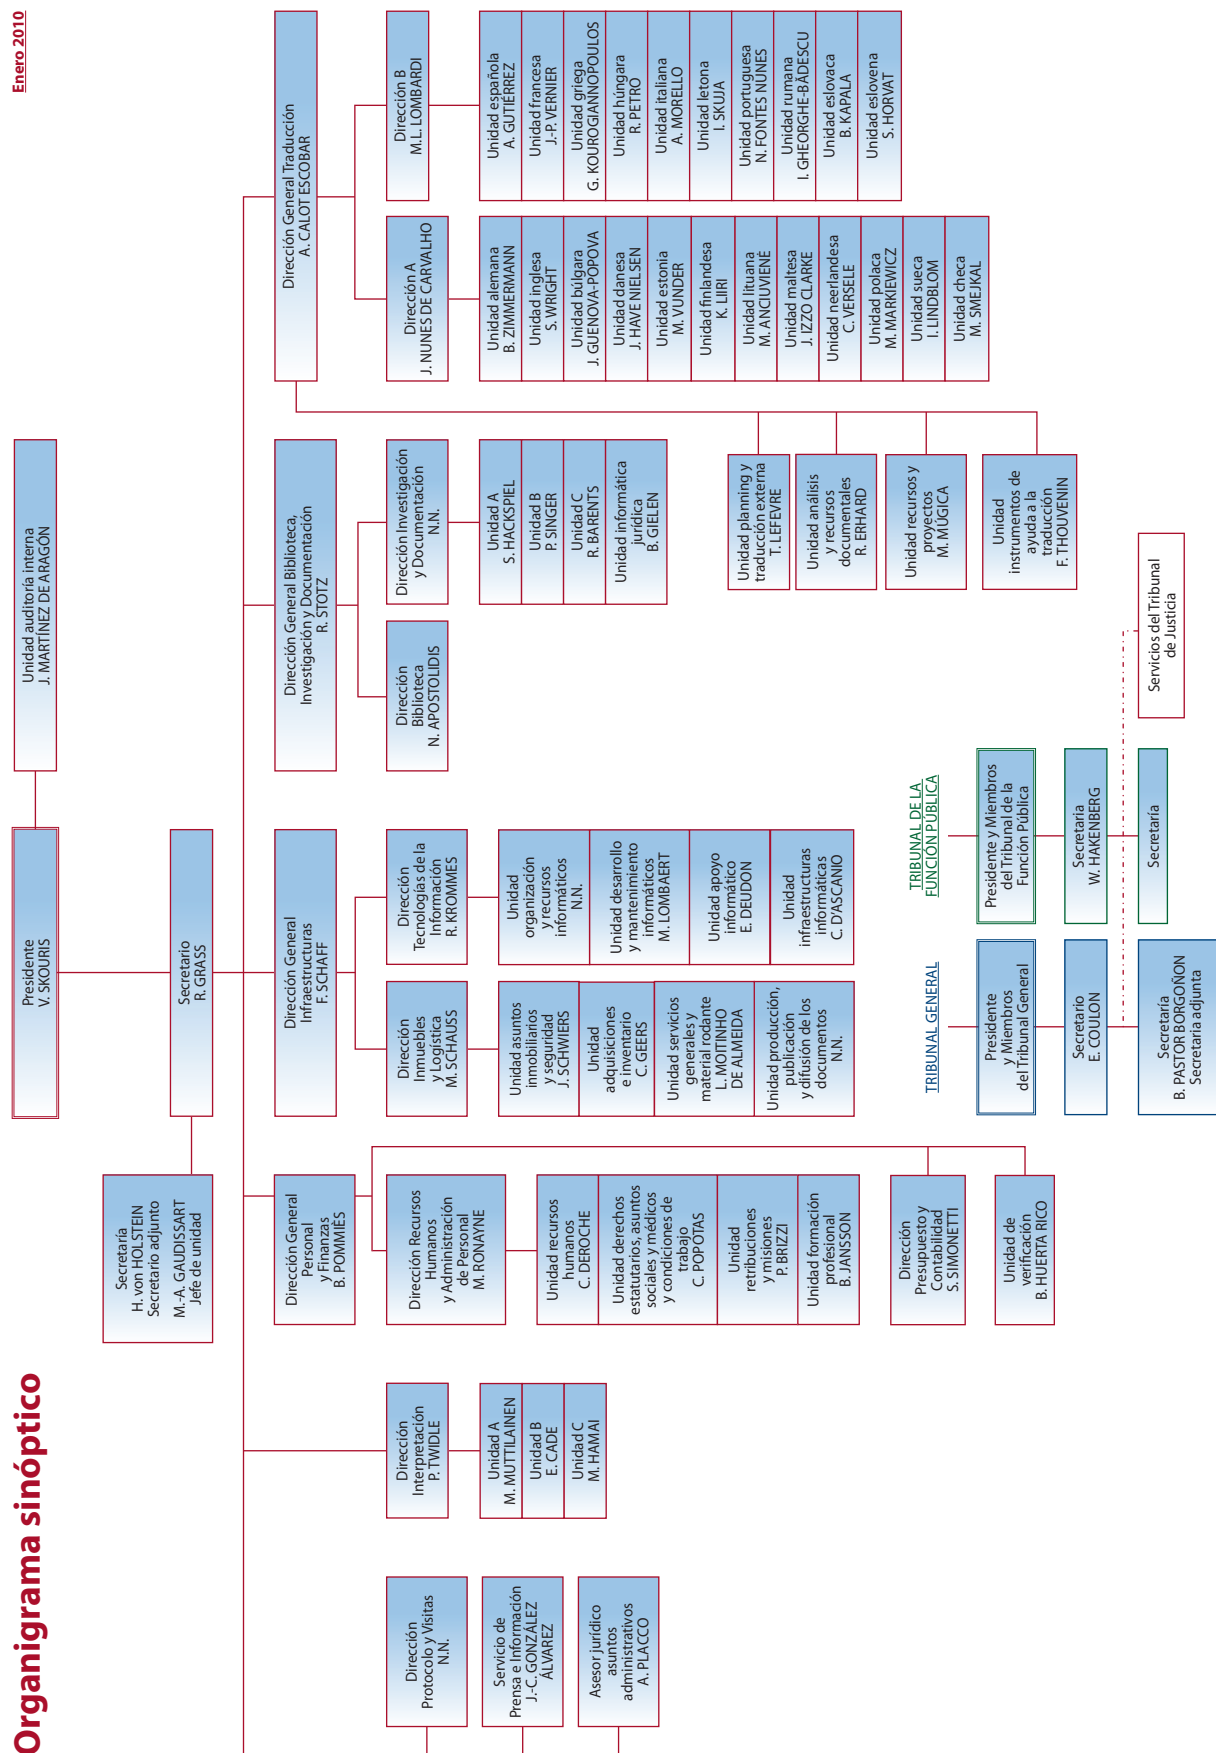 Organigrama sinóptico
Enero 2010
Presidente
V. SKOURIS
Unidad auditoría interna
J. MARTÍNEZ DE ARAGÓN
Secretaría
H. von HOLSTEIN
Secretario adjunto
M.-A. GAUDISSART
Jefe de unidad
Secretario
R. GRASS
Dirección
Protocolo y Visitas
N.N.
Servicio de
Prensa e Información
J.-C. GONZÁLEZ
ÁLVAREZ
Asesor jurídico
asuntos
administrativos
A. PLACCO
Dirección
Interpretación
P. TWIDLE
Unidad A
M. MUTTILAINEN
Unidad B
E. CADE
Unidad C
M. HAMAI
Dirección General
Personal
y Finanzas
B. POMMIÈS
Dirección Recursos
Humanos
y Administración
de Personal
M. RONAYNE
Unidad recursos
humanos
C. DEROCHE
Unidad derechos
estatutarios, asuntos
sociales y médicos
y condiciones de
trabajo
C. POPOTAS
Unidad
retribuciones
y misiones
P. BRIZZI
Unidad formación
profesional
B. JANSSON
Dirección
Presupuesto y
Contabilidad
S. SIMONETTI
Unidad de
verificación
B. HUERTA RICO
Dirección General
Infraestructuras
F. SCHAFF
Dirección
Inmuebles
y Logística
M. SCHAUSS
Unidad asuntos
inmobiliarios
y seguridad
J. SCHWIERS
Unidad
adquisiciones
e inventario
C. GEERS
Unidad servicios
generales y
material rodante
L. MOITINHO
DE ALMEIDA
Unidad producción,
publicación
y difusión de los
documentos
N.N.
Dirección
Tecnologías de la
Información
R. KROMMES
Unidad
organización
y recursos
informáticos
N.N.
Unidad desarrollo
y mantenimiento
informáticos
M. LOMBAERT
Unidad apoyo
informático
E. DEUDON
Unidad
infraestructuras
informáticas
C. D'ASCANIO
Dirección General Biblioteca,
Investigación y Documentación
R. STOTZ
Dirección
Biblioteca
N. APOSTOLIDIS
Dirección Investigación
y Documentación
N.N.
Unidad A
S. HACKSPIEL
Unidad B
P. SINGER
Unidad C
R. BARENTS
Unidad informática
jurídica
B. GIELEN
Dirección General Traducción
A. CALOT ESCOBAR
Dirección A
J. NUNES DE CARVALHO
Unidad alemana
B. ZIMMERMANN
Unidad inglesa
S. WRIGHT
Unidad búlgara
J. GUENOVA-POPOVA
Unidad danesa
J. HAVE NIELSEN
Unidad estonia
M. VUNDER
Unidad finlandesa
K. LIIRI
Unidad lituana
M. ANCIUVIENÉ
Unidad maltesa
J. IZZO CLARKE
Unidad neerlandesa
C. VERSELE
Unidad polaca
M. MARKIEWICZ
Unidad sueca
I. LINDBLOM
Unidad checa
M. SMEJKAL
Dirección B
M.L. LOMBARDI
Unidad española
A. GUTIÉRREZ
Unidad francesa
J.-P. VERNIER
Unidad griega
G. KOUROGIANNOPOULOS
Unidad húngara
R. PETRO
Unidad italiana
A. MORELLO
Unidad letona
I. SKUJA
Unidad portuguesa
N. FONTES NUNES
Unidad rumana
I. GHEORGHE-BĂDESCU
Unidad eslovaca
B. KAPALA
Unidad eslovena
S. HORVAT
Unidad planning y
traducción externa
T. LEFEVRE
Unidad análisis
y recursos
documentales
R. ERHARD
Unidad recursos y
proyectos
M. MÚGICA
Unidad
instrumentos de
ayuda a la
traducción
F. THOUVENIN
TRIBUNAL GENERAL
Presidente
y Miembros
del Tribunal General
Secretario
E. COULON
Secretaría
B. PASTOR BORGOÑON
Secretaria adjunta
TRIBUNAL DE LA
FUNCIÓN PÚBLICA
Presidente y Miembros
del Tribunal de la
Función Pública
Secretaria
W. HAKENBERG
Secretaría
Servicios del Tribunal
de Justicia